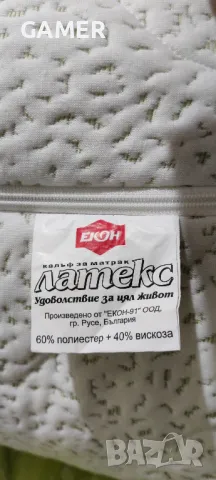 GAMER
ЕКОН
калъф за матрак
латекс
Удоволствие за цял живот
Произведено от "ЕКОН-91" ООД,
гр. Русе, България
60% полиестер + 40% вискоза
BAZAR
bg